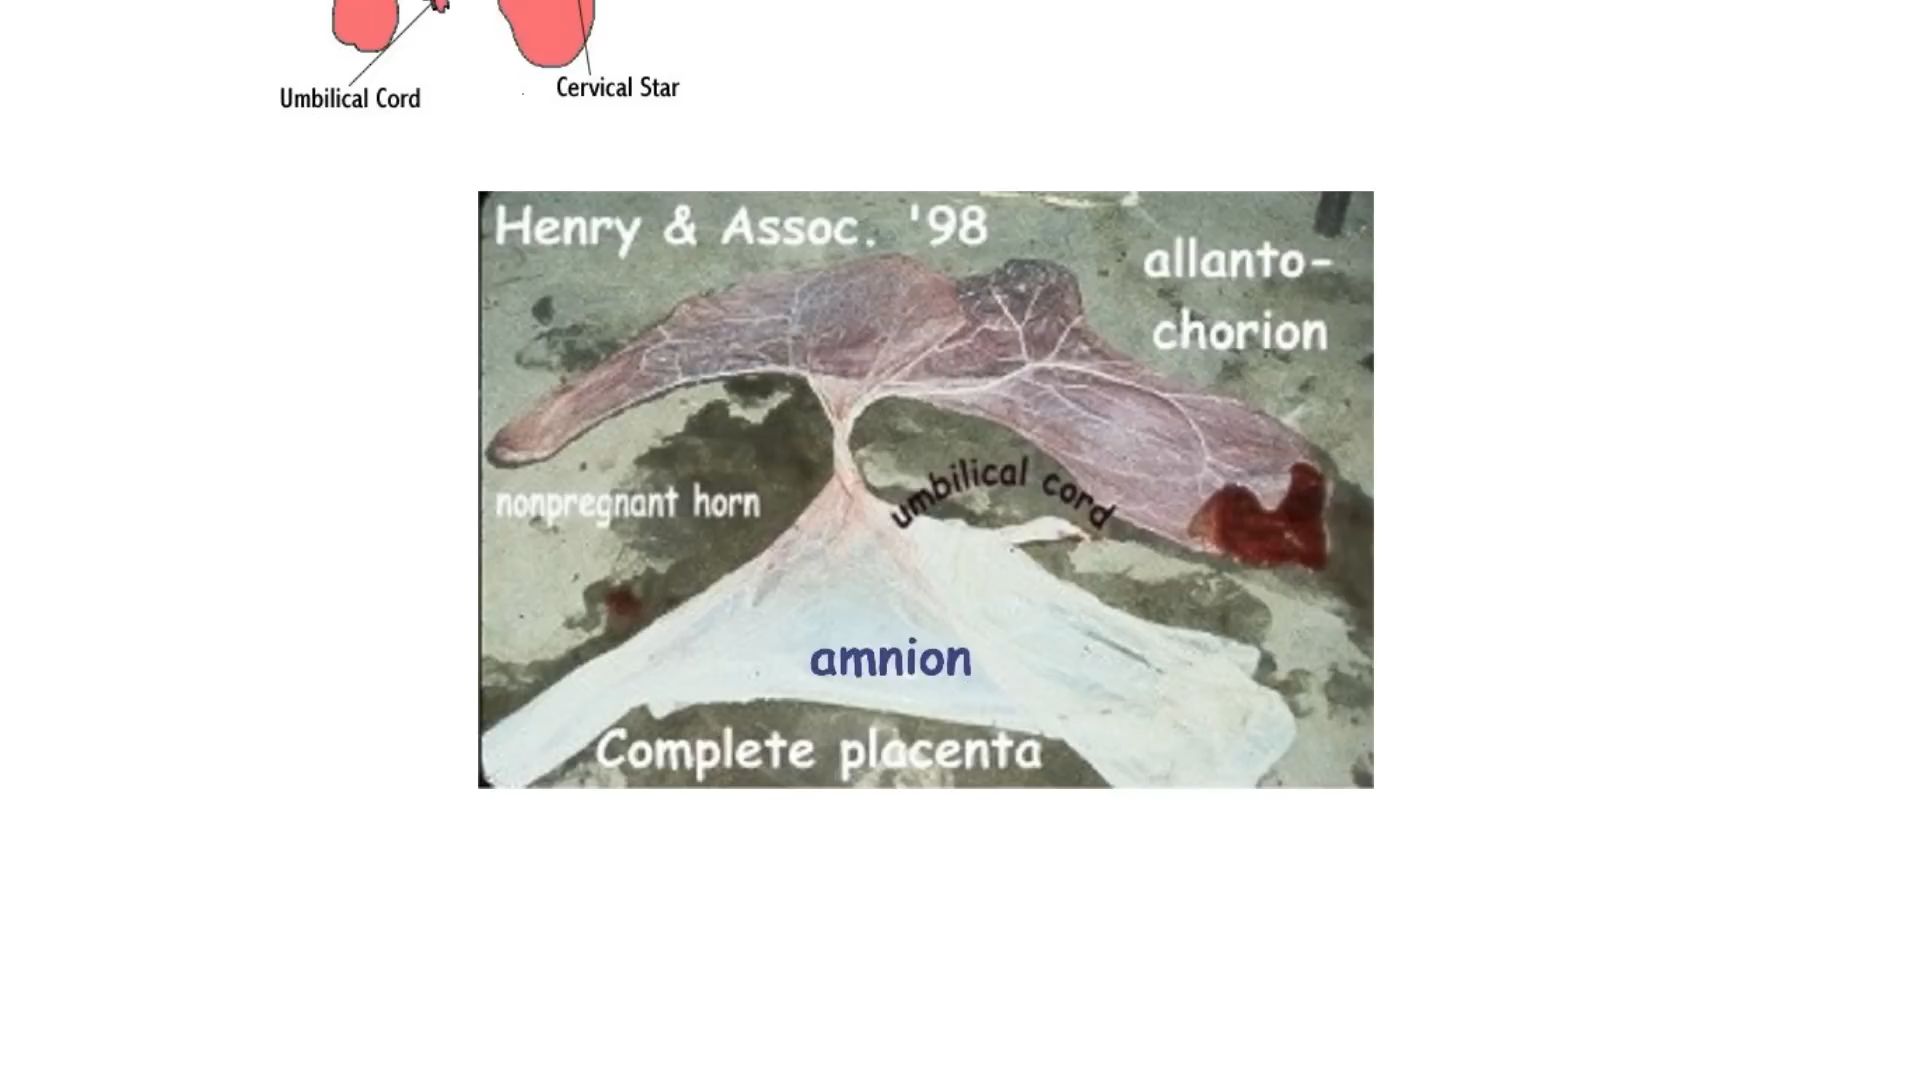 Umbilical Cord
Cervical Star
Henry & Assoc. '98
allanto-
chorion
nonpregnant horn
umbilical cord
amnion
Complete placenta